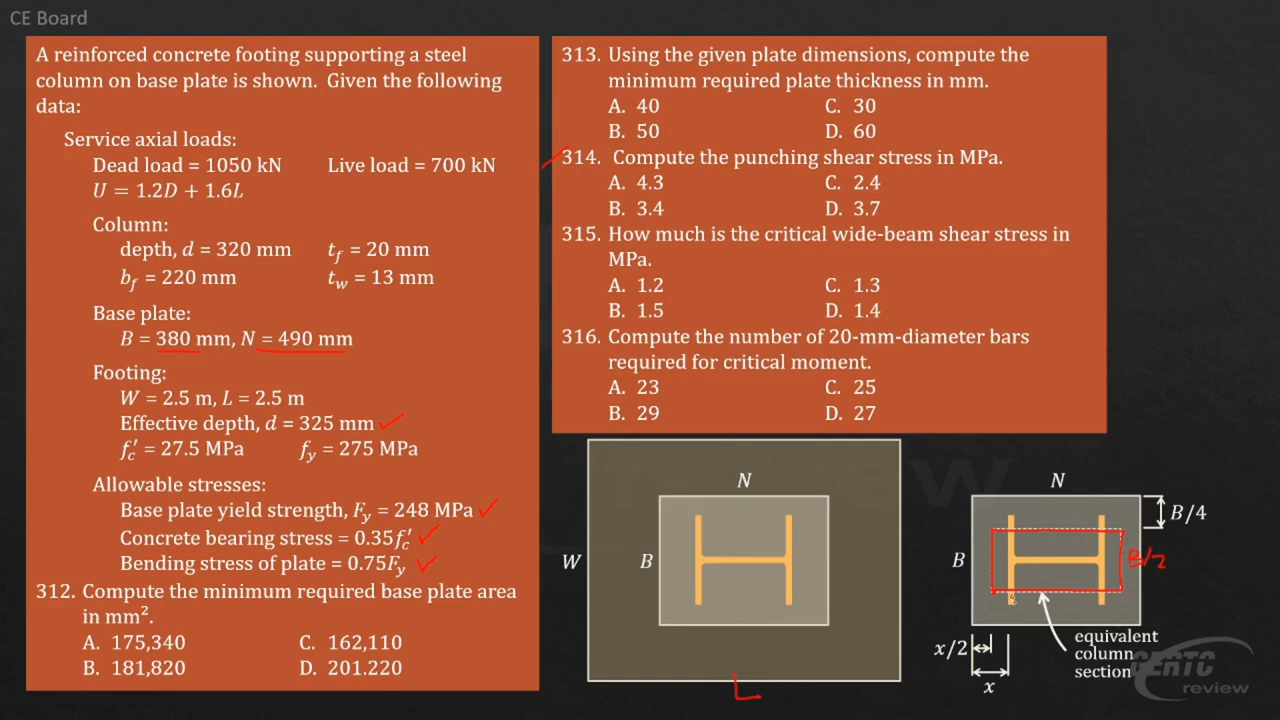 CE Board
A reinforced concrete footing supporting a steel
column on base plate is shown. Given the following
data:
Service axial loads:
Dead load = 1050 kN Live load = 700 kN
U = 1.2D + 1.6L
Column:
depth, d = 320 mm t_f = 20 mm
b_f = 220 mm t_w = 13 mm
Base plate:
B = 380 mm, N = 490 mm
Footing:
W = 2.5 m, L = 2.5 m
Effective depth, d = 325 mm
f_c′ = 27.5 MPa f_y = 275 MPa
Allowable stresses:
Base plate yield strength, F_y = 248 MPa
Concrete bearing stress = 0.35f_c′
Bending stress of plate = 0.75F_y
312. Compute the minimum required base plate area
in mm².
A. 175,340 C. 162,110
B. 181,820 D. 201.220
313. Using the given plate dimensions, compute the
minimum required plate thickness in mm.
A. 40 C. 30
B. 50 D. 60
314. Compute the punching shear stress in MPa.
A. 4.3 C. 2.4
B. 3.4 D. 3.7
315. How much is the critical wide-beam shear stress in
MPa.
A. 1.2 C. 1.3
B. 1.5 D. 1.4
316. Compute the number of 20-mm-diameter bars
required for critical moment.
A. 23 C. 25
B. 29 D. 27
N
W
B
L
N
B/4
B
B/2
x/2
x
equivalent
column
section
GERTC
review